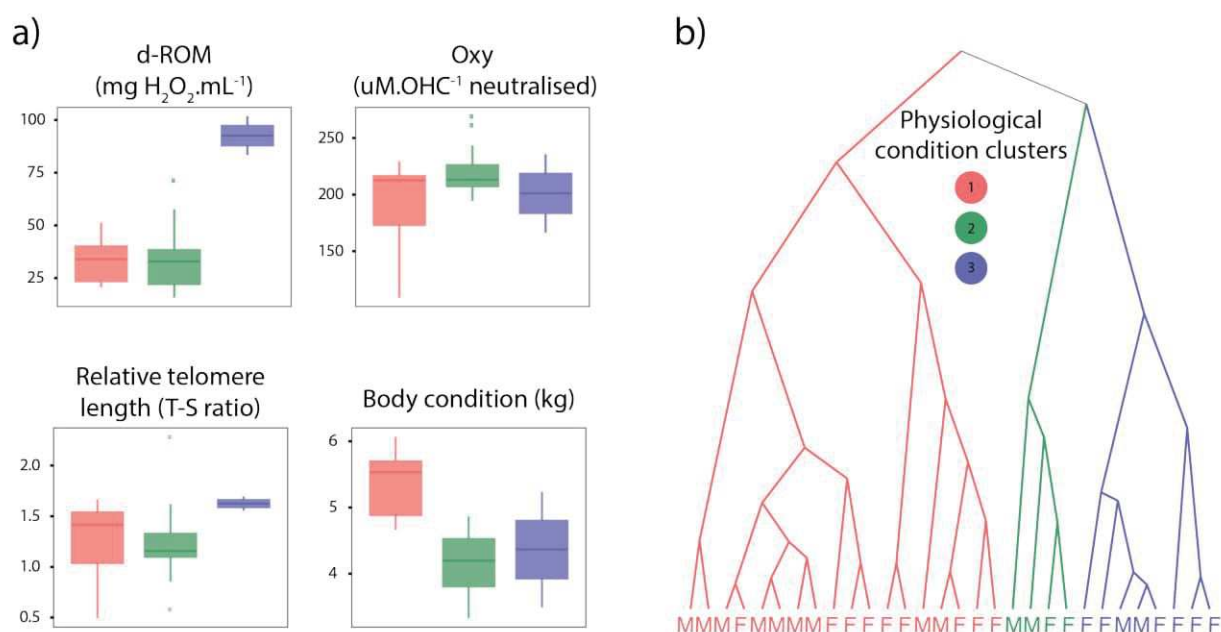 a)
d-ROM
(mg H₂O₂.mL⁻¹)
100
75
50
25
Oxy
(uM.OHC⁻¹ neutralised)
250
200
150
Relative telomere
length (T-S ratio)
2.0
1.5
1.0
0.5
Body condition (kg)
6
5
4
b)
Physiological
condition clusters
1
2
3
MMMFMMMMFFFFFMMFFFMMFFFFMMFFFF